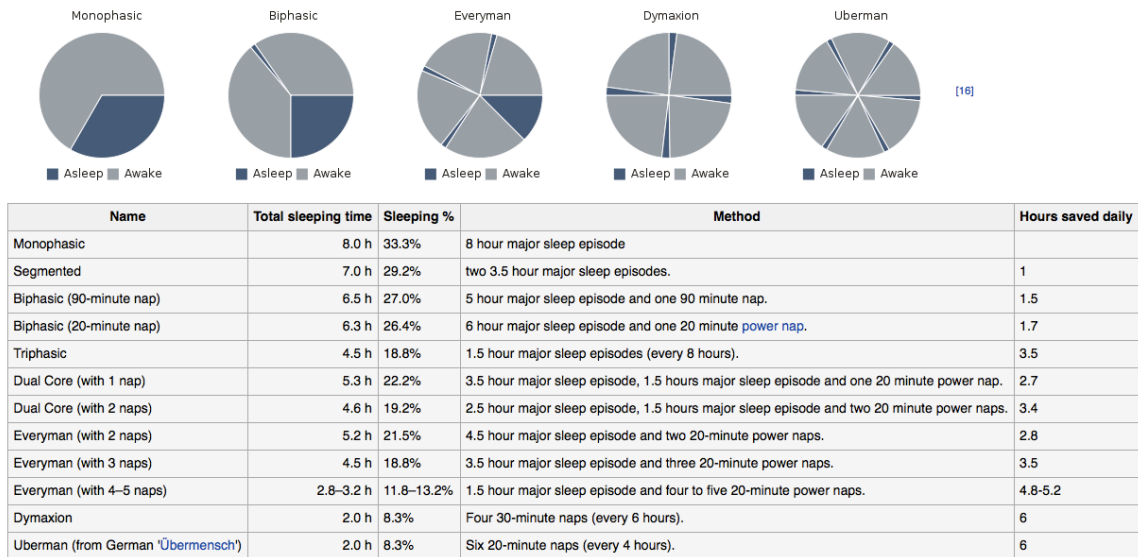 Monophasic Biphasic Everyman Dymaxion Uberman
[16]
Asleep Awake Asleep Awake Asleep Awake Asleep Awake Asleep Awake
Name Total sleeping time Sleeping % Method Hours saved daily
Monophasic 8.0 h 33.3% 8 hour major sleep episode
Segmented 7.0 h 29.2% two 3.5 hour major sleep episodes. 1
Biphasic (90-minute nap) 6.5 h 27.0% 5 hour major sleep episode and one 90 minute nap. 1.5
Biphasic (20-minute nap) 6.3 h 26.4% 6 hour major sleep episode and one 20 minute power nap. 1.7
Triphasic 4.5 h 18.8% 1.5 hour major sleep episodes (every 8 hours). 3.5
Dual Core (with 1 nap) 5.3 h 22.2% 3.5 hour major sleep episode, 1.5 hours major sleep episode and one 20 minute power nap. 2.7
Dual Core (with 2 naps) 4.6 h 19.2% 2.5 hour major sleep episode, 1.5 hours major sleep episode and two 20 minute power naps. 3.4
Everyman (with 2 naps) 5.2 h 21.5% 4.5 hour major sleep episode and two 20-minute power naps. 2.8
Everyman (with 3 naps) 4.5 h 18.8% 3.5 hour major sleep episode and three 20-minute power naps. 3.5
Everyman (with 4–5 naps) 2.8–3.2 h 11.8–13.2% 1.5 hour major sleep episode and four to five 20-minute power naps. 4.8-5.2
Dymaxion 2.0 h 8.3% Four 30-minute naps (every 6 hours). 6
Uberman (from German 'Übermensch') 2.0 h 8.3% Six 20-minute naps (every 4 hours). 6